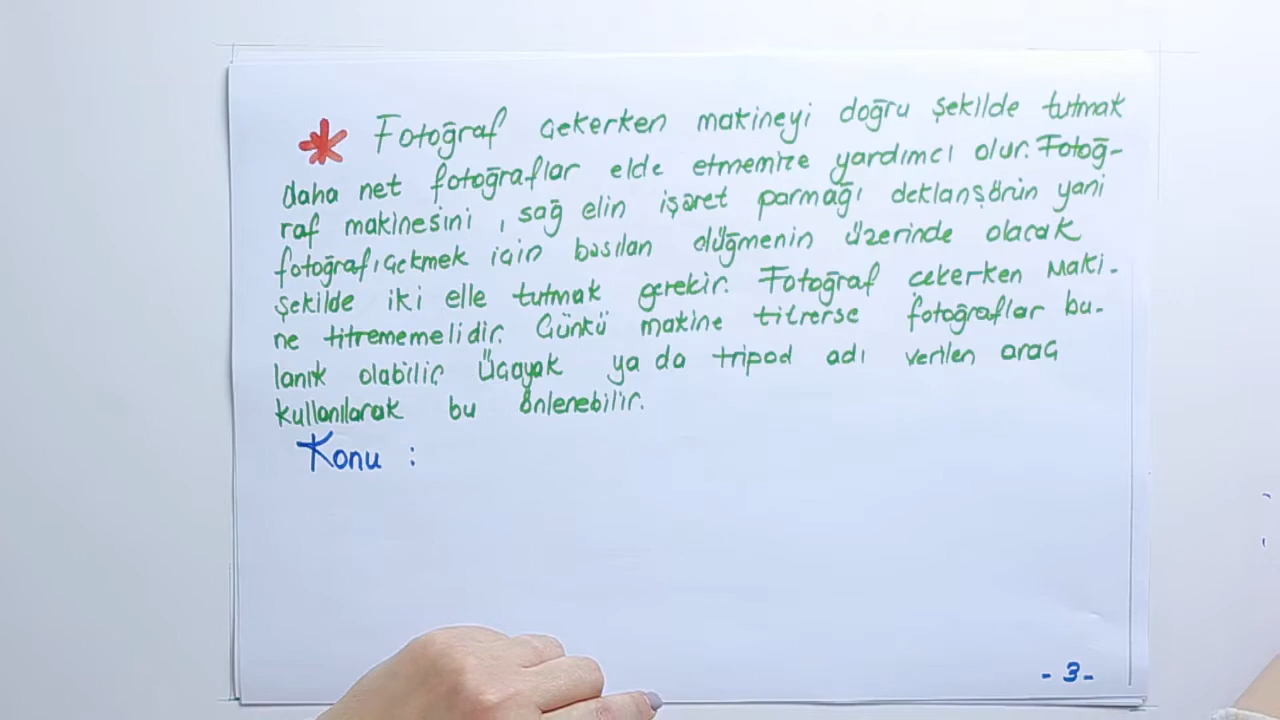 * Fotoğraf çekerken makineyi doğru şekilde tutmak
daha net fotoğraflar elde etmemize yardımcı olur. Fotoğ-
raf makinesini, sağ elin işaret parmağı deklanşörün yani
fotoğrafı çekmek için basılan düğmenin üzerinde olacak
şekilde iki elle tutmak gerekir. Fotoğraf çekerken maki-
ne titrememelidir. Çünkü makine titrerse fotoğraflar bu-
lanık olabilir. Üçayak ya da tripod adı verilen araç
kullanılarak bu önlenebilir.
Konu :
-3-